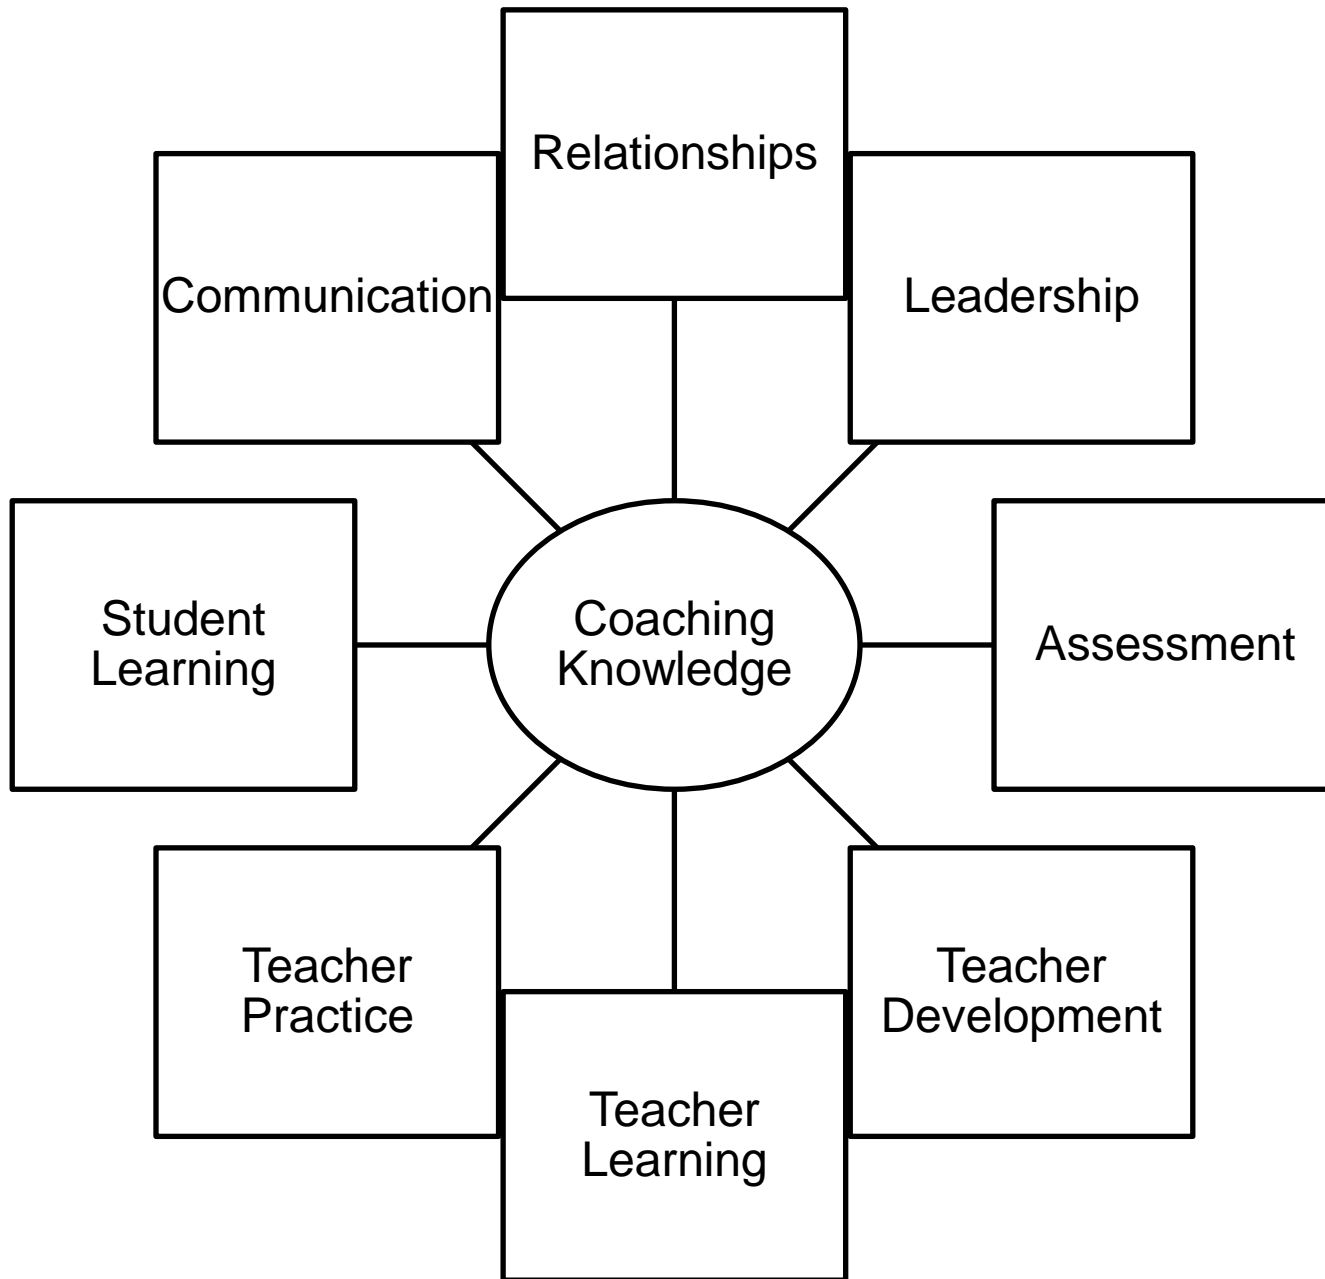 Relationships
Communication
Leadership
Student
Learning
Coaching
Knowledge
Assessment
Teacher
Practice
Teacher
Development
Teacher
Learning